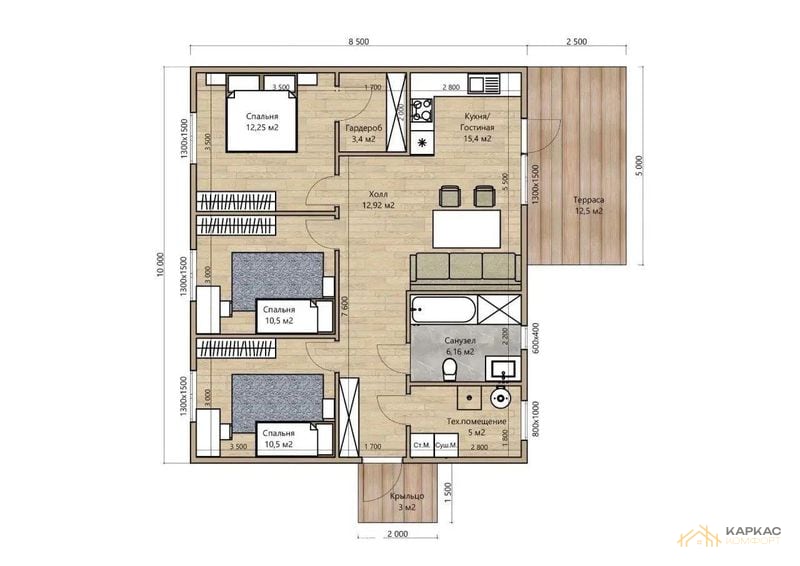 8 500
2 500
3 500
1 700
2 800
Спальня
12,25 м2
Гардероб
3,4 м2
2 000
Кухня/
Гостиная
15,4 м2
1300х1500
3 500
5 000
Холл
12,92 м2
5 500
1300х1500
Терраса
12,5 м2
10 000
1300х1500
3 000
Спальня
10,5 м2
7 600
Санузел
6,16 м2
2 200
600х400
1300х1500
3 000
Спальня
10,5 м2
3 500
1 700
Тех.помещение
5 м2
Ст.М.
Суш.М.
2 800
1 800
800х1000
Крыльцо
3 м2
1 500
2 000
КАРКАС
КОМФОРТ